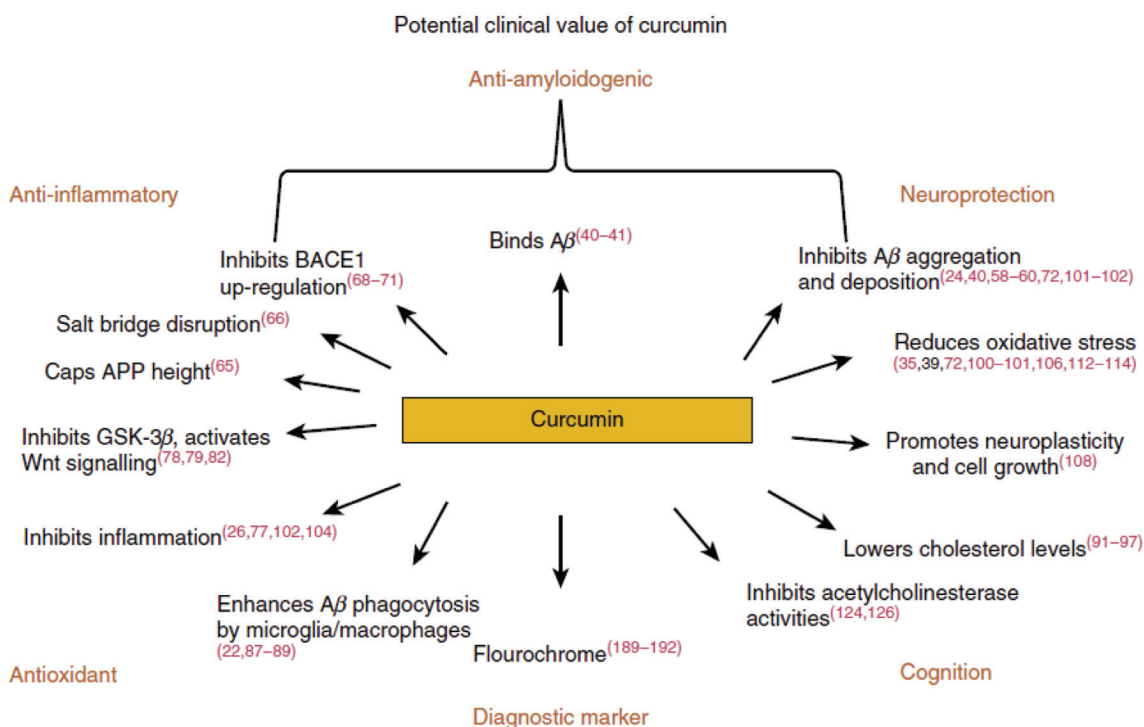 Potential clinical value of curcumin
Anti-amyloidogenic
Anti-inflammatory
Neuroprotection
Binds Aβ(40–41)
Inhibits BACE1
up-regulation(68–71)
Inhibits Aβ aggregation
and deposition(24,40,58–60,72,101–102)
Salt bridge disruption(66)
Reduces oxidative stress
(35,39,72,100–101,106,112–114)
Caps APP height(65)
Curcumin
Inhibits GSK-3β, activates
Wnt signalling(78,79,82)
Promotes neuroplasticity
and cell growth(108)
Inhibits inflammation(26,77,102,104)
Lowers cholesterol levels(91–97)
Enhances Aβ phagocytosis
by microglia/macrophages
(22,87–89)
Flourochrome(189–192)
Inhibits acetylcholinesterase
activities(124,126)
Antioxidant
Cognition
Diagnostic marker